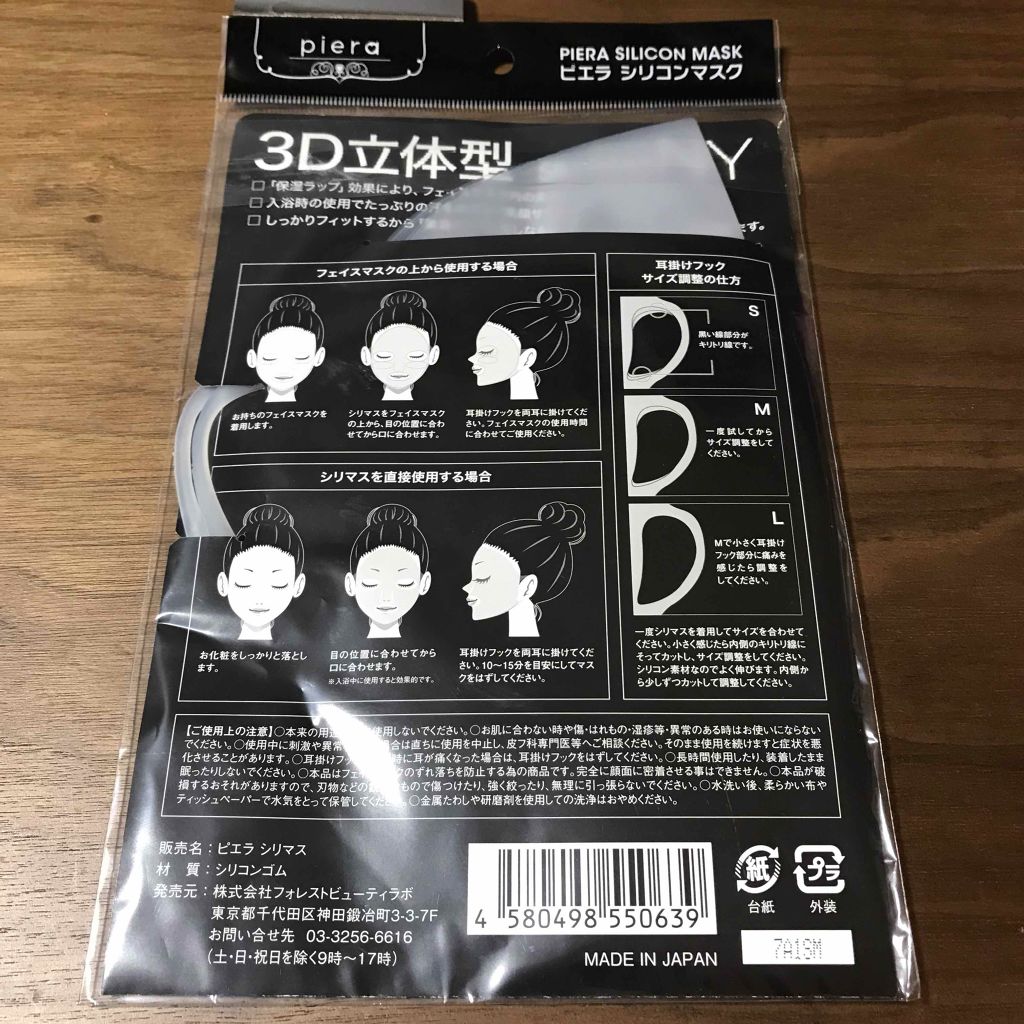 piera
PIERA SILICON MASK
ピエラ シリコンマスク
3D立体型
Y
□「保湿ラップ」効果により、フェイ
□ 入浴時の使用でたっぷりの
□ しっかりフィットするから
ます。
フェイスマスクの上から使用する場合
お持ちのフェイスマスクを
着用します。
シリマスをフェイスマスク
の上から、目の位置に合わ
せてから口に合わせます。
耳掛けフックを両耳に掛けてくだ
さい。フェイスマスクの使用時間
に合わせてご使用ください。
シリマスを直接使用する場合
お化粧をしっかりと落とし
ます。
目の位置に合わせてから
口に合わせます。
※入浴中に使用すると効果的です。
耳掛けフックを両耳に掛けてくだ
さい。10〜15分を目安にしてマス
クをはずしてください。
耳掛けフック
サイズ調整の仕方
S
黒い線部分が
キリトリ線です。
M
一度試してから
サイズ調整をして
ください。
L
Mで小さく耳掛け
フック部分に痛みを
感じたら調整を
してください。
一度シリマスを着用してサイズを合わせて
ください。小さく感じたら内側のキリトリ線に
そってカットし、サイズ調整をしてください。
シリコン素材なのでよく伸びます。内側か
ら少しずつカットして調整してください。
【ご使用上の注意】○本来の用途 使用しないでください。○お肌に合わない時や傷・はれもの・湿疹等・異常のある時はお使いにならない
でください。○使用中に刺激や異常 場合は直ちに使用を中止し、皮フ科専門医等へご相談ください。そのまま使用を続けますと症状を悪
化させることがあります。○耳掛けフック 時に耳が痛くなった場合は、耳掛けフックをはずしてください。○長時間使用したり、装着したまま
眠ったりしないでください。○本品はフェイ クのずれ落ちを防止する為の商品です。完全に顔面に密着させる事はできません。○本品が破
損するおそれがありますので、刃物などの もので傷つけたり、強く絞ったり、無理に引っ張らないでください。○水洗い後、柔らかい布や
ティッシュペーパーで水気をとって保管してください。○金属たわしや研磨剤を使用しての洗浄はおやめください。
販売名：ピエラ シリマス
材 質：シリコンゴム
発売元：株式会社フォレストビューティラボ
東京都千代田区神田鍛冶町3-3-7F
お問い合せ先 03-3256-6616
(土・日・祝日を除く9時〜17時)
4 580498 550639
MADE IN JAPAN
紙
台紙
プラ
外装
7A19M